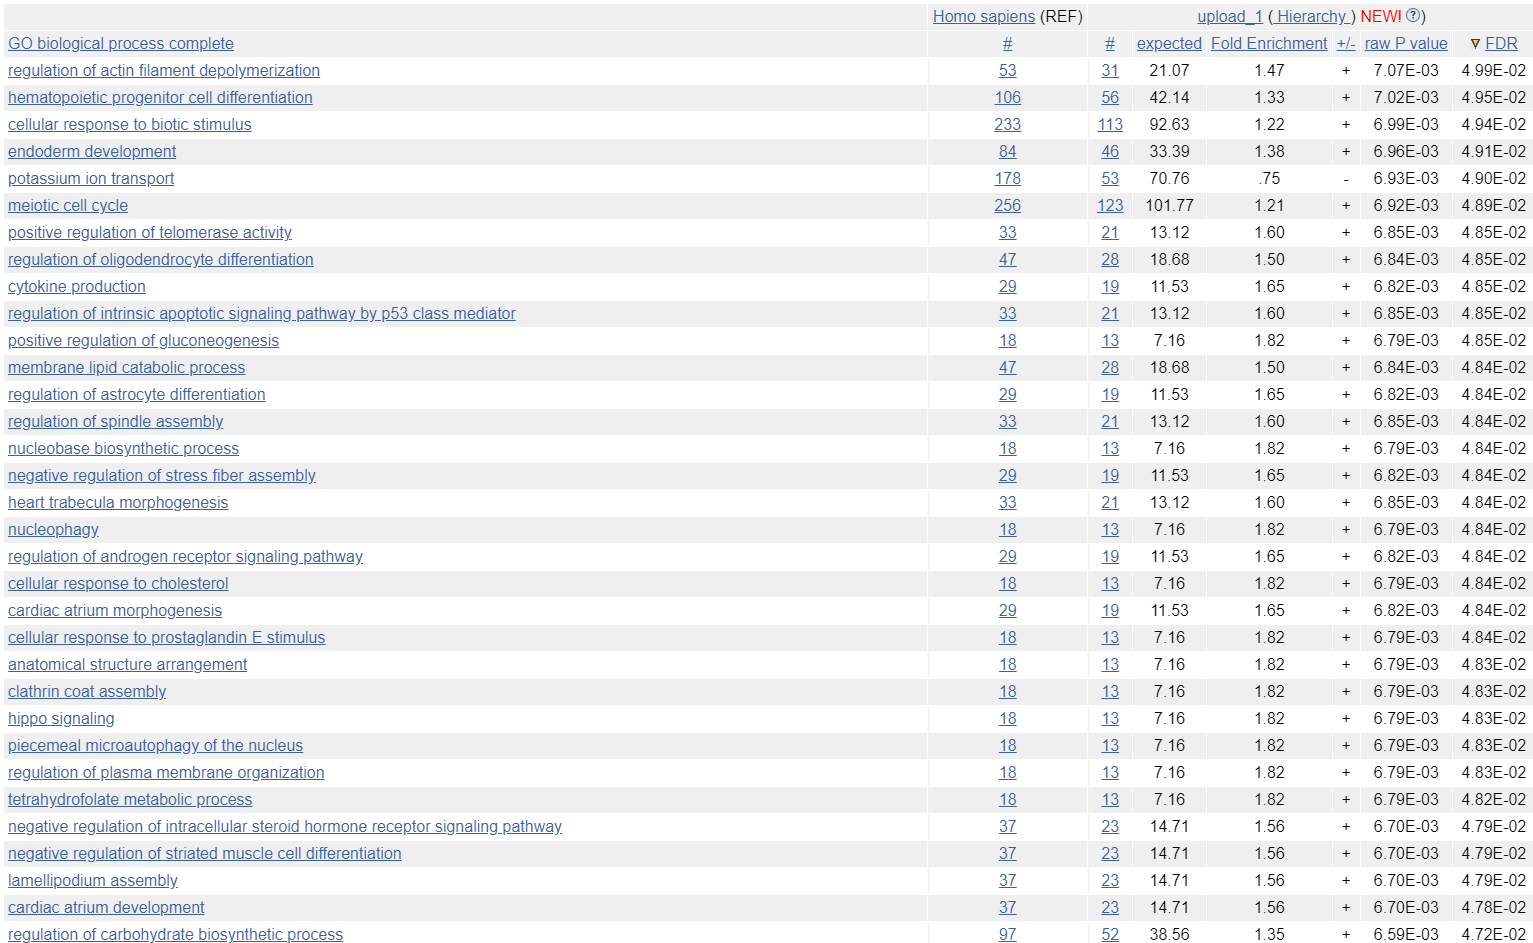 Homo sapiens (REF) upload_1 ( Hierarchy ) NEW! ?)
GO biological process complete # # expected Fold Enrichment +/- raw P value ▼ FDR
regulation of actin filament depolymerization 53 31 21.07 1.47 + 7.07E-03 4.99E-02
hematopoietic progenitor cell differentiation 106 56 42.14 1.33 + 7.02E-03 4.95E-02
cellular response to biotic stimulus 233 113 92.63 1.22 + 6.99E-03 4.94E-02
endoderm development 84 46 33.39 1.38 + 6.96E-03 4.91E-02
potassium ion transport 178 53 70.76 .75 - 6.93E-03 4.90E-02
meiotic cell cycle 256 123 101.77 1.21 + 6.92E-03 4.89E-02
positive regulation of telomerase activity 33 21 13.12 1.60 + 6.85E-03 4.85E-02
regulation of oligodendrocyte differentiation 47 28 18.68 1.50 + 6.84E-03 4.85E-02
cytokine production 29 19 11.53 1.65 + 6.82E-03 4.85E-02
regulation of intrinsic apoptotic signaling pathway by p53 class mediator 33 21 13.12 1.60 + 6.85E-03 4.85E-02
positive regulation of gluconeogenesis 18 13 7.16 1.82 + 6.79E-03 4.85E-02
membrane lipid catabolic process 47 28 18.68 1.50 + 6.84E-03 4.84E-02
regulation of astrocyte differentiation 29 19 11.53 1.65 + 6.82E-03 4.84E-02
regulation of spindle assembly 33 21 13.12 1.60 + 6.85E-03 4.84E-02
nucleobase biosynthetic process 18 13 7.16 1.82 + 6.79E-03 4.84E-02
negative regulation of stress fiber assembly 29 19 11.53 1.65 + 6.82E-03 4.84E-02
heart trabecula morphogenesis 33 21 13.12 1.60 + 6.85E-03 4.84E-02
nucleophagy 18 13 7.16 1.82 + 6.79E-03 4.84E-02
regulation of androgen receptor signaling pathway 29 19 11.53 1.65 + 6.82E-03 4.84E-02
cellular response to cholesterol 18 13 7.16 1.82 + 6.79E-03 4.84E-02
cardiac atrium morphogenesis 29 19 11.53 1.65 + 6.82E-03 4.84E-02
cellular response to prostaglandin E stimulus 18 13 7.16 1.82 + 6.79E-03 4.84E-02
anatomical structure arrangement 18 13 7.16 1.82 + 6.79E-03 4.83E-02
clathrin coat assembly 18 13 7.16 1.82 + 6.79E-03 4.83E-02
hippo signaling 18 13 7.16 1.82 + 6.79E-03 4.83E-02
piecemeal microautophagy of the nucleus 18 13 7.16 1.82 + 6.79E-03 4.83E-02
regulation of plasma membrane organization 18 13 7.16 1.82 + 6.79E-03 4.83E-02
tetrahydrofolate metabolic process 18 13 7.16 1.82 + 6.79E-03 4.82E-02
negative regulation of intracellular steroid hormone receptor signaling pathway 37 23 14.71 1.56 + 6.70E-03 4.79E-02
negative regulation of striated muscle cell differentiation 37 23 14.71 1.56 + 6.70E-03 4.79E-02
lamellipodium assembly 37 23 14.71 1.56 + 6.70E-03 4.79E-02
cardiac atrium development 37 23 14.71 1.56 + 6.70E-03 4.78E-02
regulation of carbohydrate biosynthetic process 97 52 38.56 1.35 + 6.59E-03 4.72E-02